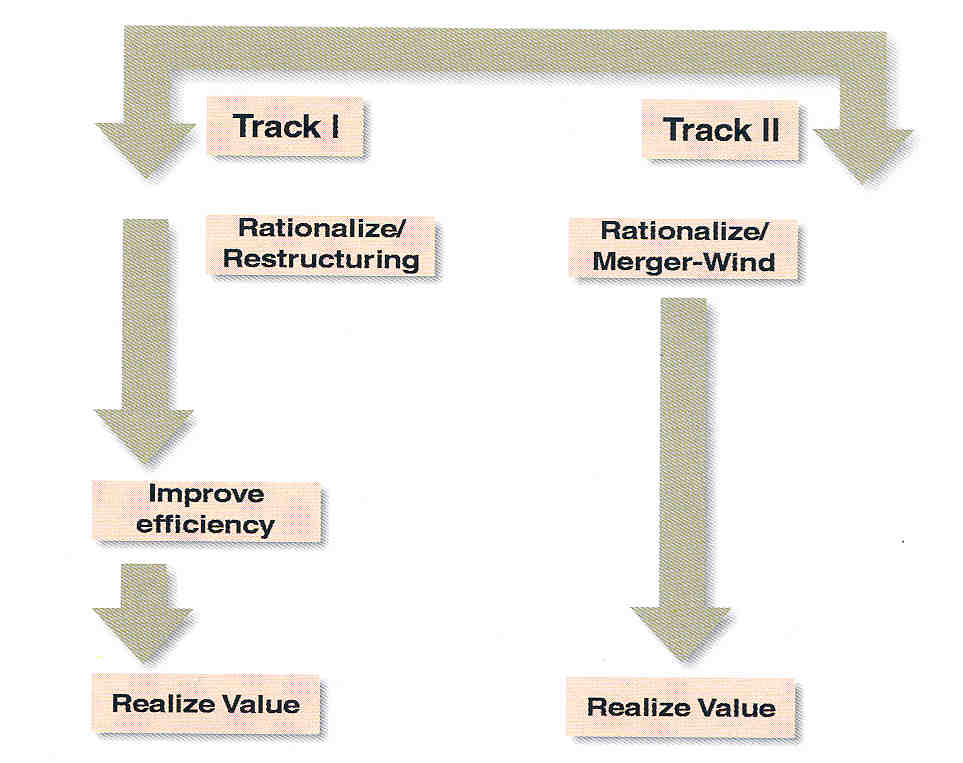 Track I
Track II
Rationalize/
Restructuring
Rationalize/
Merger-Wind
Improve
efficiency
Realize Value
Realize Value